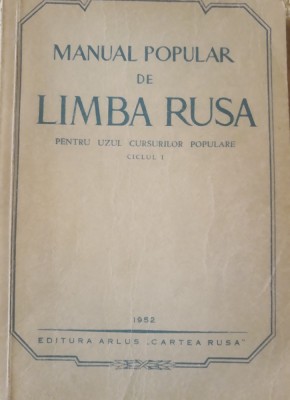 MANUAL POPULAR
DE
LIMBA RUSA
PENTRU UZUL CURSURILOR POPULARE
CICLUL I
1952
EDITURA ARLUS „CARTEA RUSA"